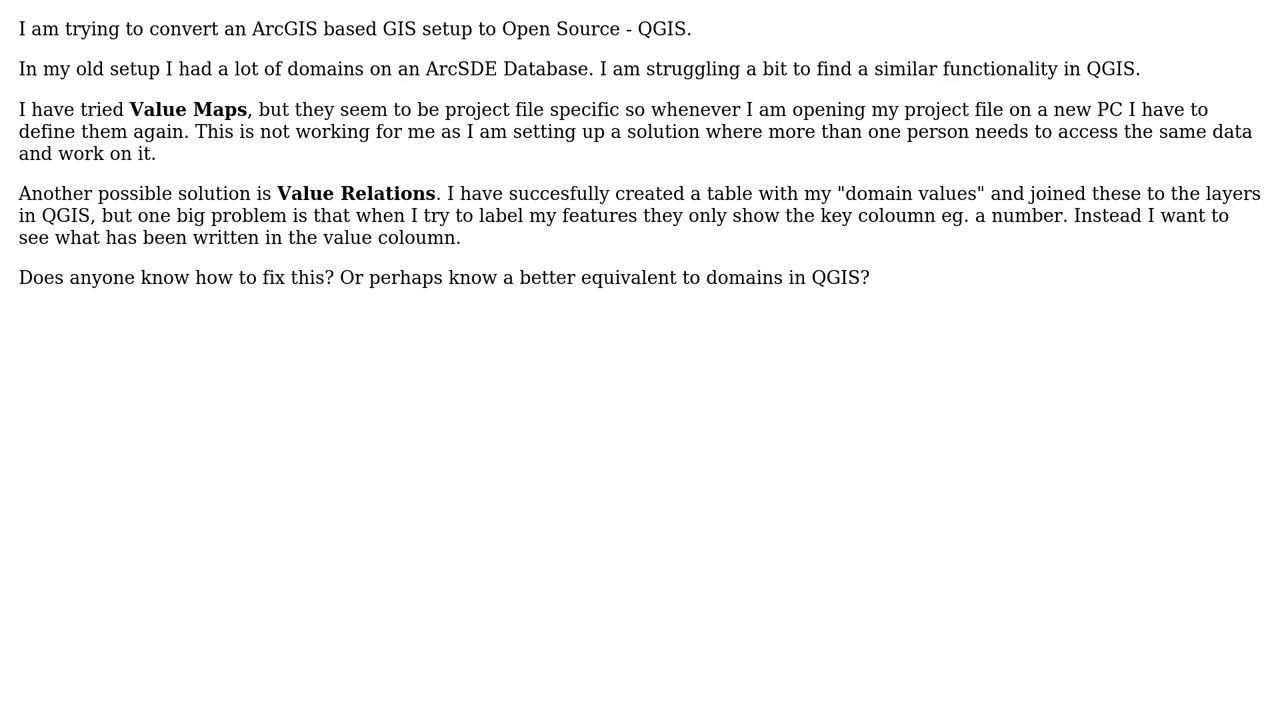 I am trying to convert an ArcGIS based GIS setup to Open Source - QGIS.
In my old setup I had a lot of domains on an ArcSDE Database. I am struggling a bit to find a similar functionality in QGIS.
I have tried Value Maps, but they seem to be project file specific so whenever I am opening my project file on a new PC I have to
define them again. This is not working for me as I am setting up a solution where more than one person needs to access the same data
and work on it.
Another possible solution is Value Relations. I have succesfully created a table with my "domain values" and joined these to the layers
in QGIS, but one big problem is that when I try to label my features they only show the key coloumn eg. a number. Instead I want to
see what has been written in the value coloumn.
Does anyone know how to fix this? Or perhaps know a better equivalent to domains in QGIS?